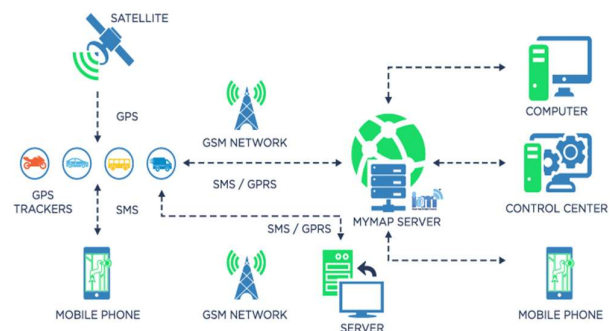 SATELLITE
GPS
GSM NETWORK
COMPUTER
GPS
TRACKERS
SMS
SMS / GPRS
SMS / GPRS
MYMAP SERVER
CONTROL CENTER
MOBILE PHONE
GSM NETWORK
SERVER
MOBILE PHONE